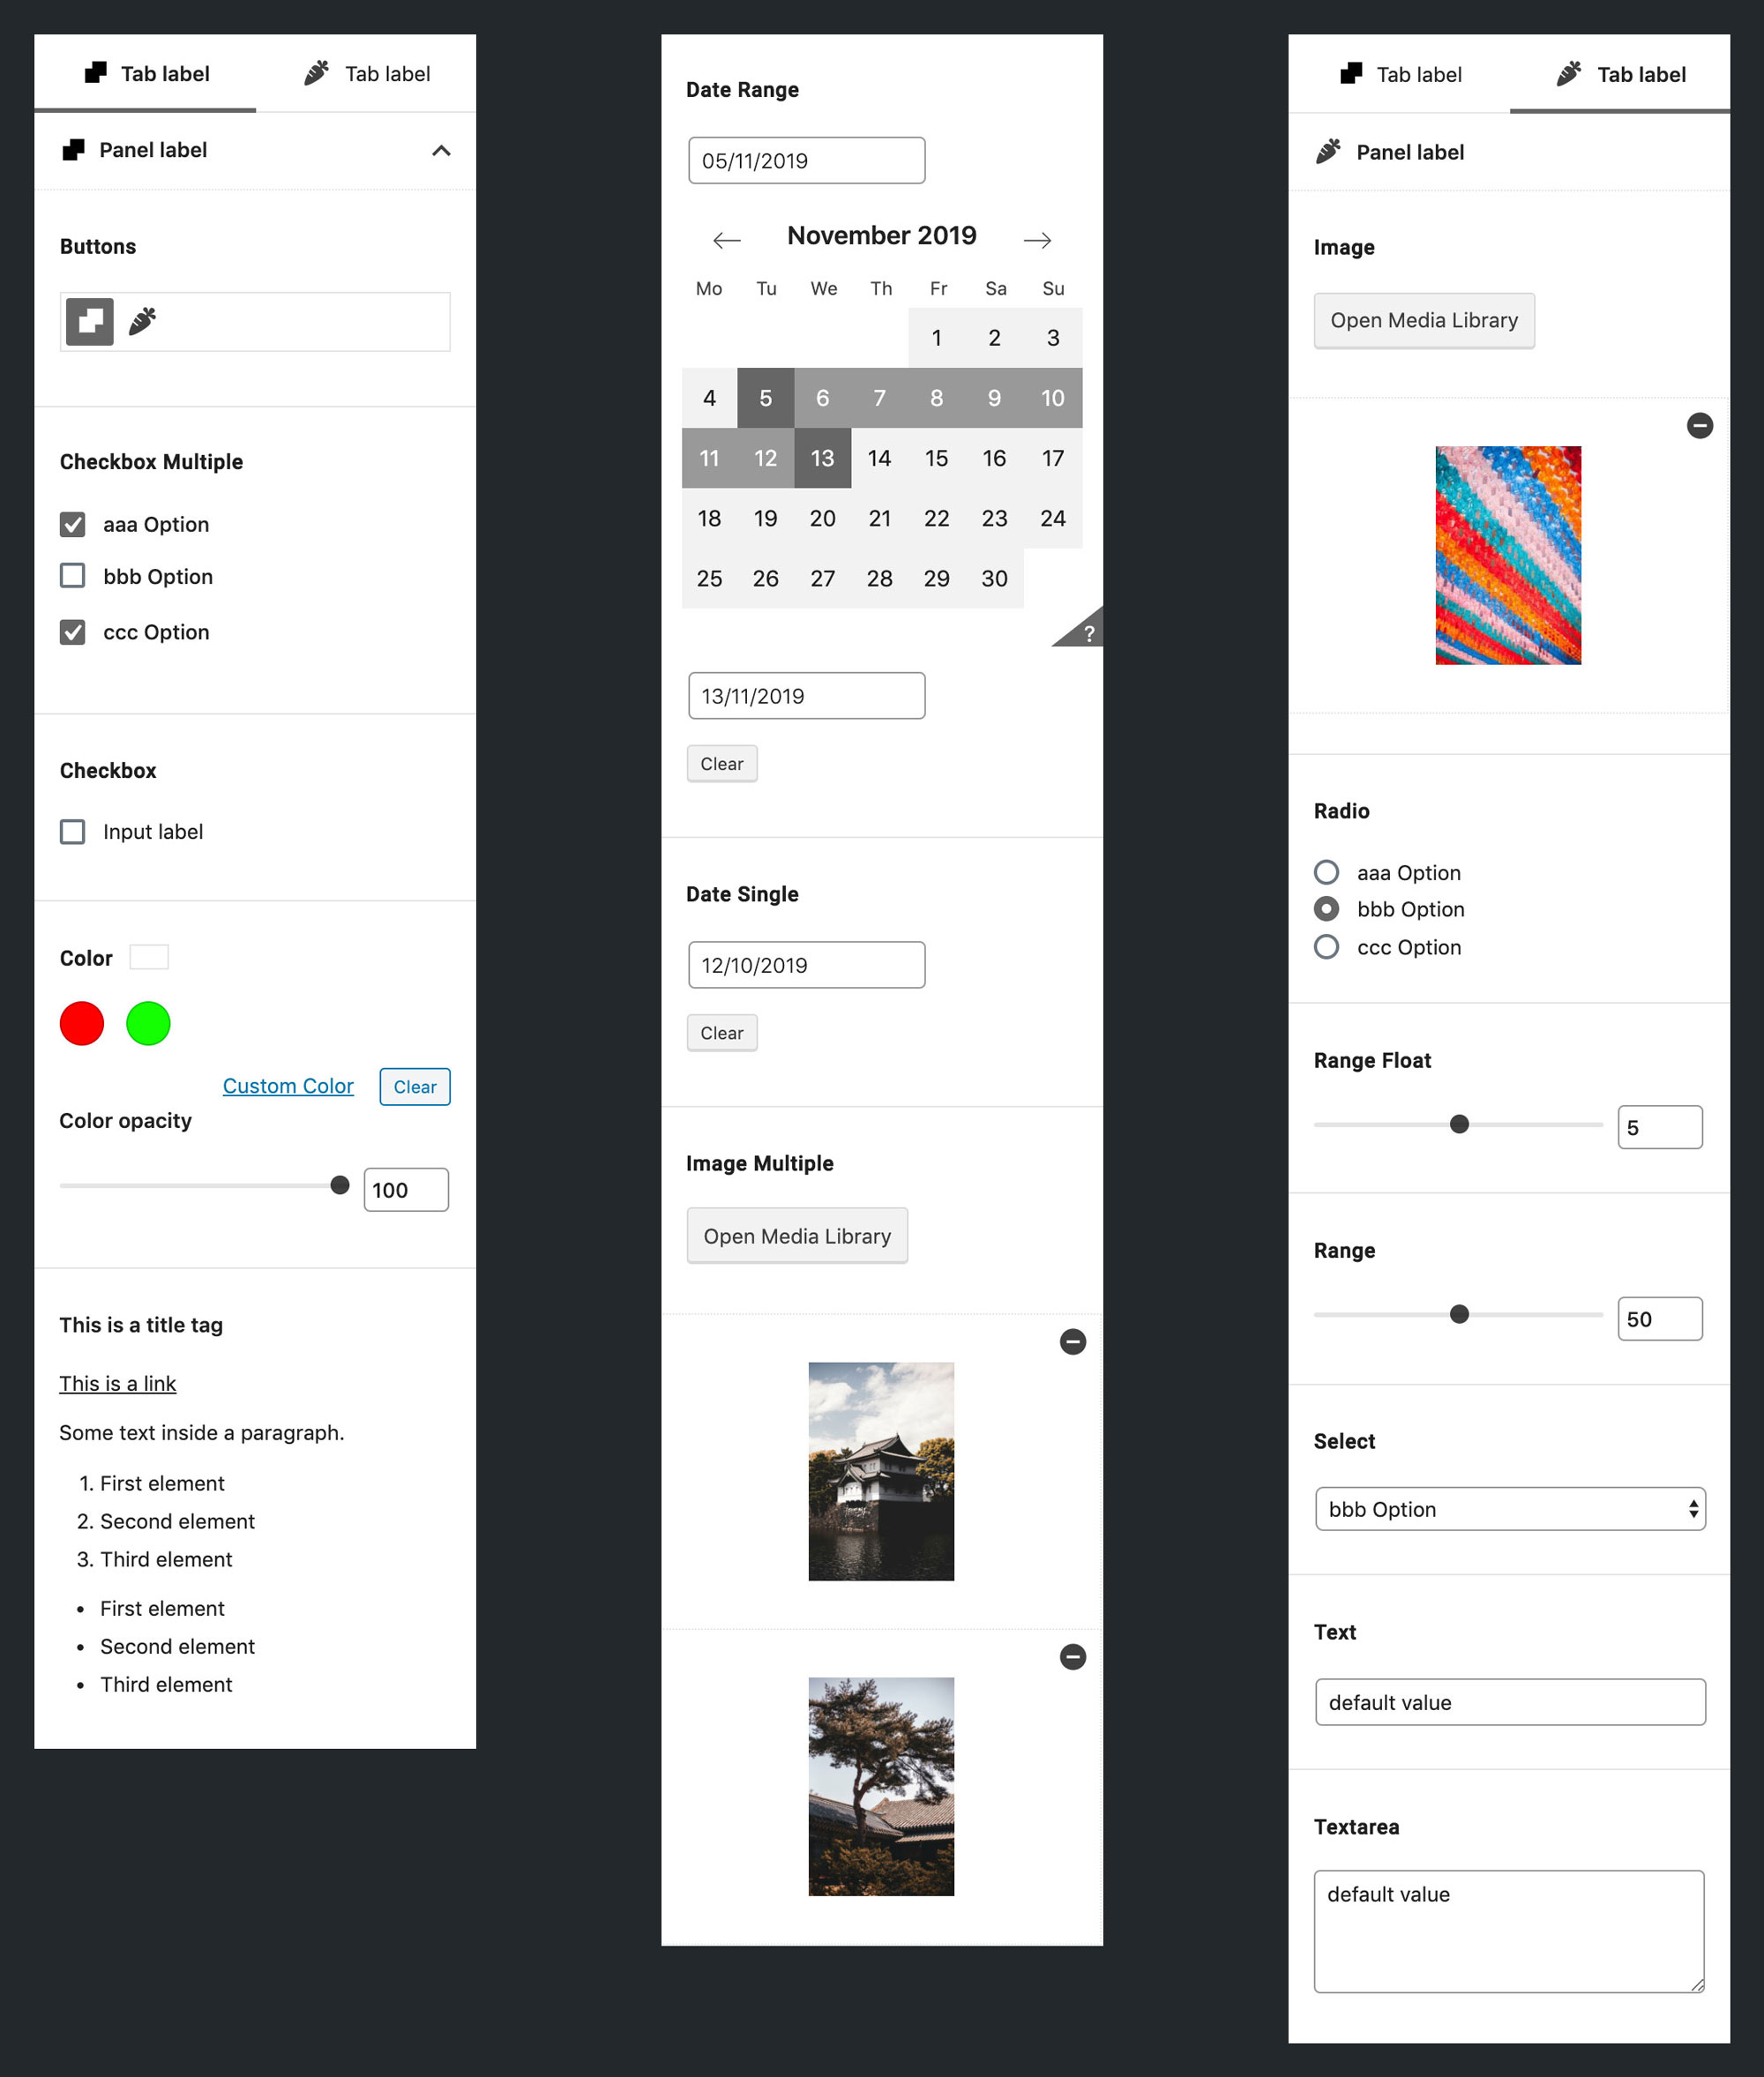 Tab label Tab label
Panel label
Buttons
Checkbox Multiple
aaa Option
bbb Option
ccc Option
Checkbox
Input label
Color
Custom Color Clear
Color opacity
100
This is a title tag
This is a link
Some text inside a paragraph.
1. First element
2. Second element
3. Third element
• First element
• Second element
• Third element
Date Range
05/11/2019
November 2019
Mo Tu We Th Fr Sa Su
1 2 3
4 5 6 7 8 9 10
11 12 13 14 15 16 17
18 19 20 21 22 23 24
25 26 27 28 29 30
?
13/11/2019
Clear
Date Single
12/10/2019
Clear
Image Multiple
Open Media Library
Tab label Tab label
Panel label
Image
Open Media Library
Radio
aaa Option
bbb Option
ccc Option
Range Float
5
Range
50
Select
bbb Option
Text
default value
Textarea
default value